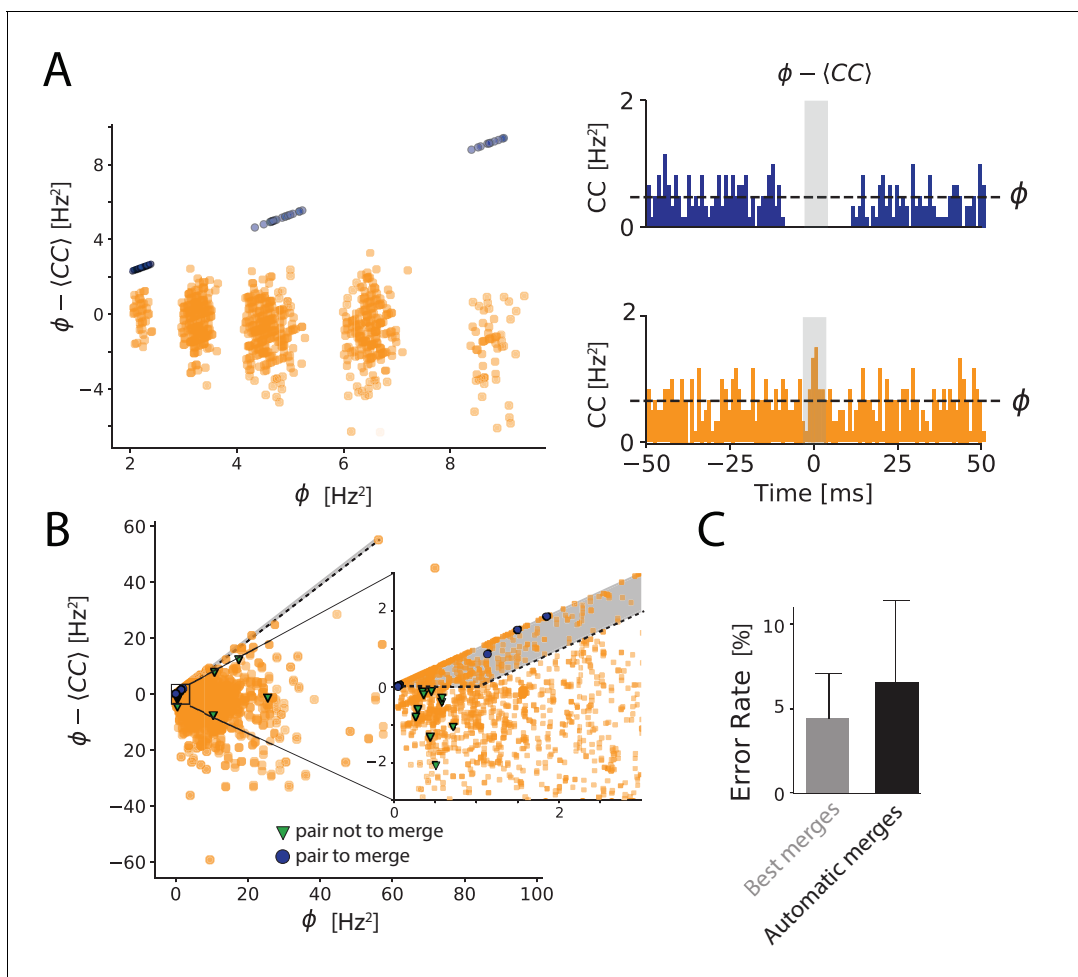 A
ϕ − ⟨CC⟩ [Hz²]
8
4
0
−4
2 4 6 8
ϕ [Hz²]
ϕ − ⟨CC⟩
CC [Hz²]
2
0
ϕ
CC [Hz²]
2
0
ϕ
−50 −25 0 25 50
Time [ms]
B
ϕ − ⟨CC⟩ [Hz²]
60
40
20
0
−20
−40
−60
2
0
−2
0 2
pair not to merge
pair to merge
0 20 40 60 80 100
ϕ [Hz²]
C
Error Rate [%]
10
5
0
Best merges
Automatic merges